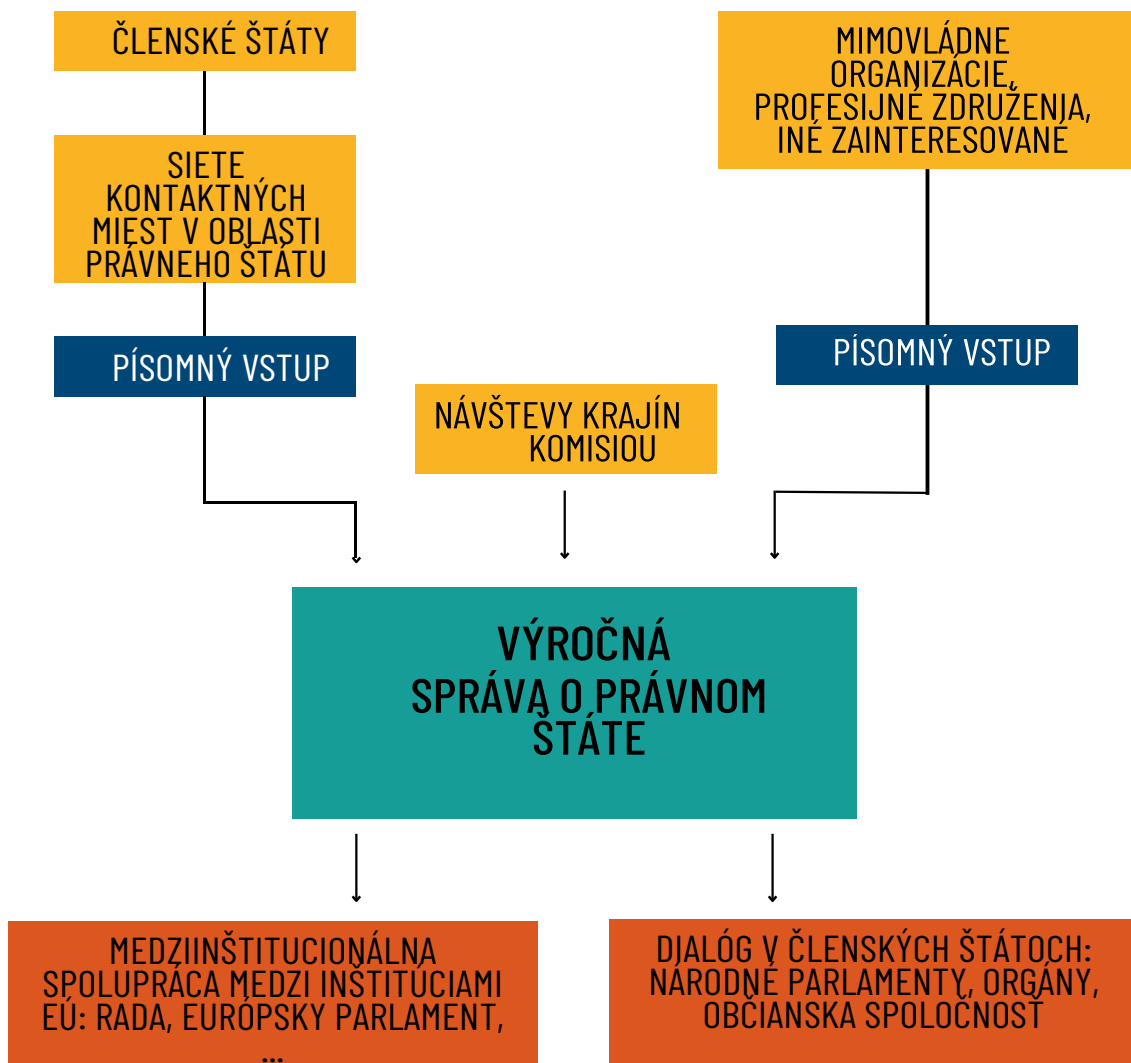 ČLENSKÉ ŠTÁTY
SIETE
KONTAKTNÝCH
MIEST V OBLASTI
PRÁVNEHO ŠTÁTU
PÍSOMNÝ VSTUP
MIMOVLÁDNE
ORGANIZÁCIE,
PROFESIJNÉ ZDRUŽENIA,
INÉ ZAINTERESOVANÉ
PÍSOMNÝ VSTUP
NÁVŠTEVY KRAJÍN
KOMISIOU
VÝROČNÁ
SPRÁVA O PRÁVNOM
ŠTÁTE
MEDZIINŠTITUCIONÁLNA
SPOLUPRÁCA MEDZI INŠTITÚCIAMI
EÚ: RADA, EURÓPSKY PARLAMENT,
...
DIALÓG V ČLENSKÝCH ŠTÁTOCH:
NÁRODNÉ PARLAMENTY, ORGÁNY,
OBČIANSKA SPOLOČNOSŤ